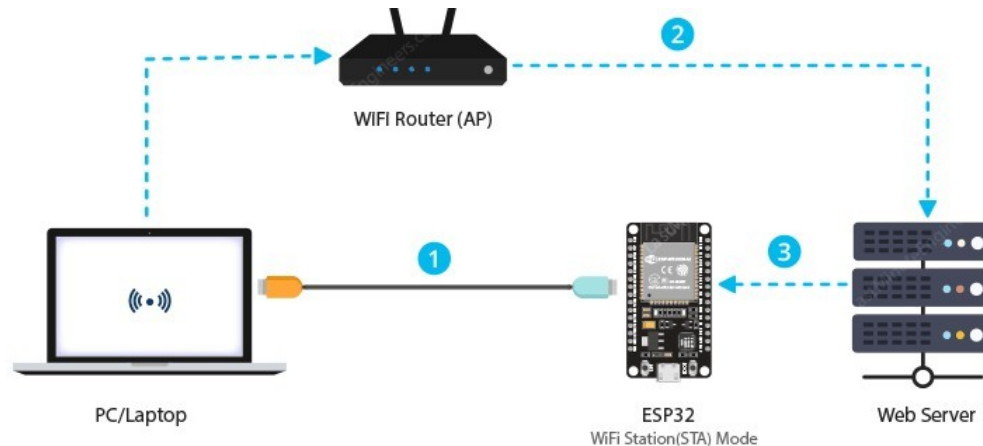 2
WIFI Router (AP)
1
3
PC/Laptop
ESP32
WiFi Station(STA) Mode
Web Server